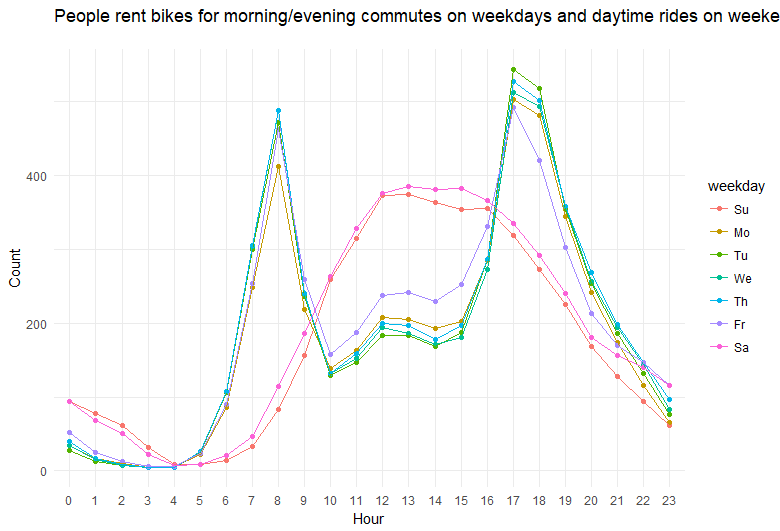 People rent bikes for morning/evening commutes on weekdays and daytime rides on weeke
Count
400
200
0
0 1 2 3 4 5 6 7 8 9 10 11 12 13 14 15 16 17 18 19 20 21 22 23
Hour
weekday
Su
Mo
Tu
We
Th
Fr
Sa